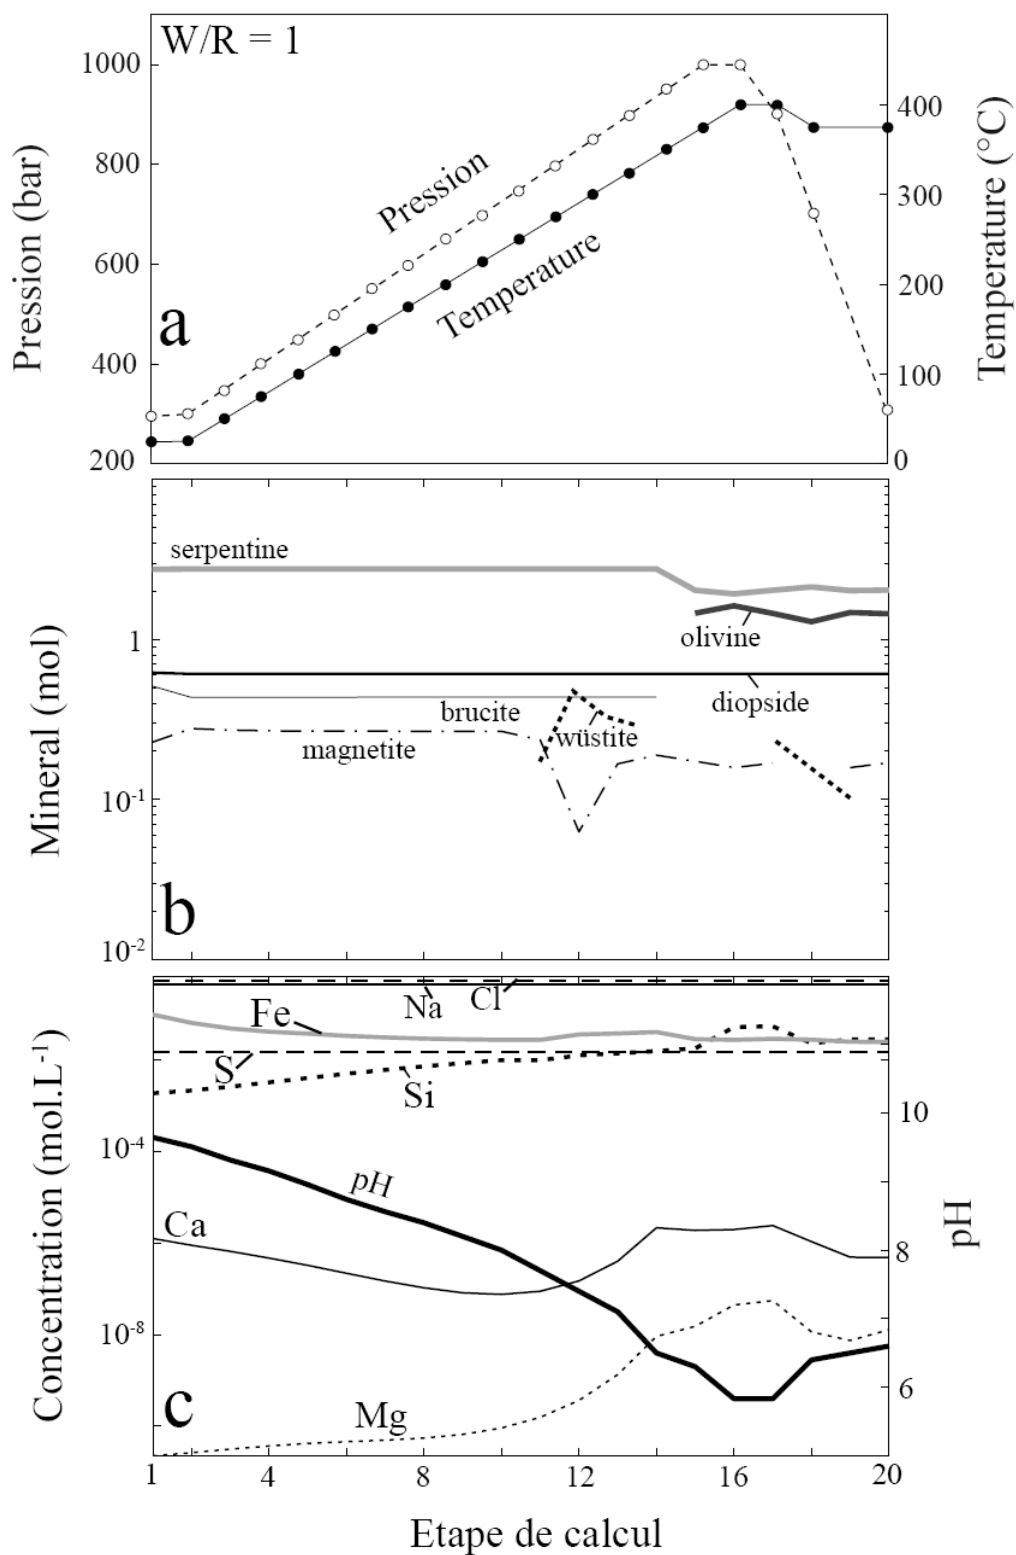 W/R = 1
1000
800
600
400
200
Pression (bar)
400
300
200
100
0
Temperature (°C)
Pression
Temperature
a
serpentine
olivine
diopside
brucite
wüstite
magnetite
1
10-1
10-2
Mineral (mol)
b
Na
Cl
Fe
S
Si
pH
Ca
Mg
10-4
10-8
Concentration (mol.L-1)
10
8
6
pH
c
1
4
8
12
16
20
Etape de calcul